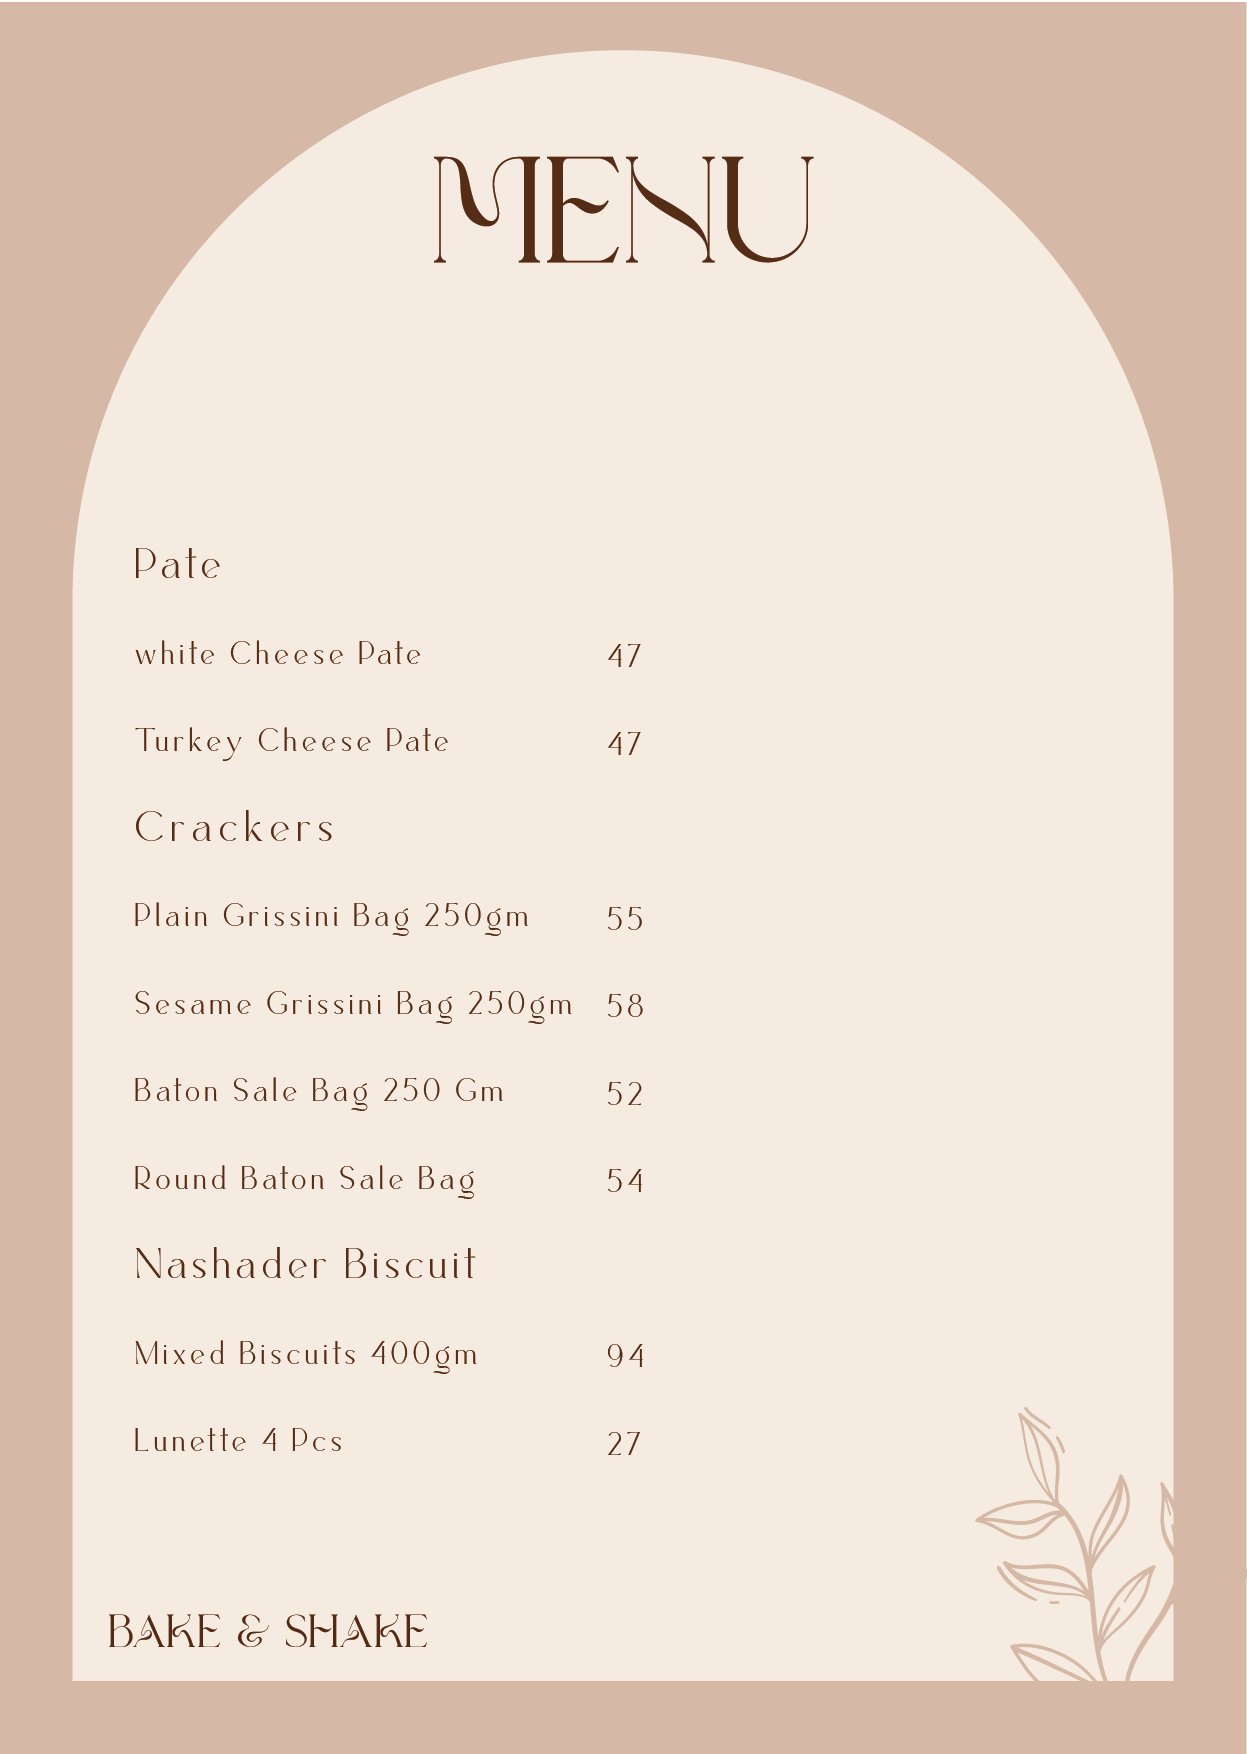 MENU
Pate
white Cheese Pate 47
Turkey Cheese Pate 47
Crackers
Plain Grissini Bag 250gm 55
Sesame Grissini Bag 250gm 58
Baton Sale Bag 250 Gm 52
Round Baton Sale Bag 54
Nashader Biscuit
Mixed Biscuits 400gm 94
Lunette 4 Pcs 27
BAKE & SHAKE